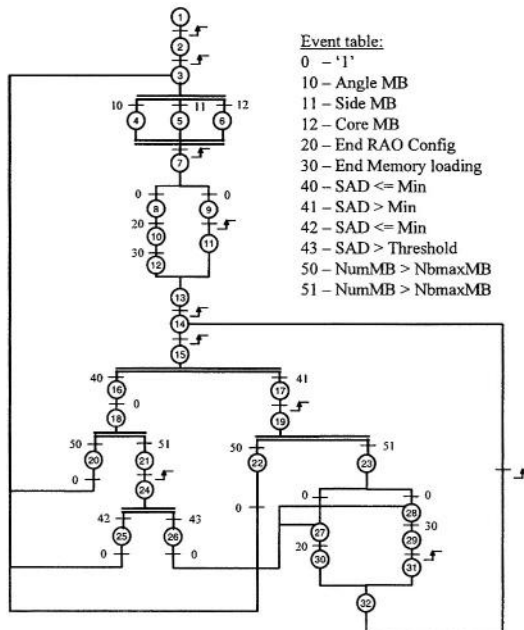 1
2
3
Event table:
0 – '1'
10 – Angle MB
11 – Side MB
12 – Core MB
20 – End RAO Config
30 – End Memory loading
40 – SAD <= Min
41 – SAD > Min
42 – SAD <= Min
43 – SAD > Threshold
50 – NumMB > NbmaxMB
51 – NumMB > NbmaxMB
10 11 12
4 5 6
7
0 0
8 9
20
10 11
30
12
13
14
15
40 41
16 17
0
18 19
50 51 50 51
20 21 22 23
0
24
0 0 0
42 43
28
25 26 27
30
20 29
0 0
30 31
32